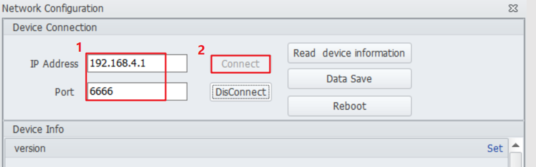 Network Configuration
Device Connection
1
2
IP Address
192.168.4.1
Connect
Read device information
Data Save
Port
6666
DisConnect
Reboot
Device Info
version
Set